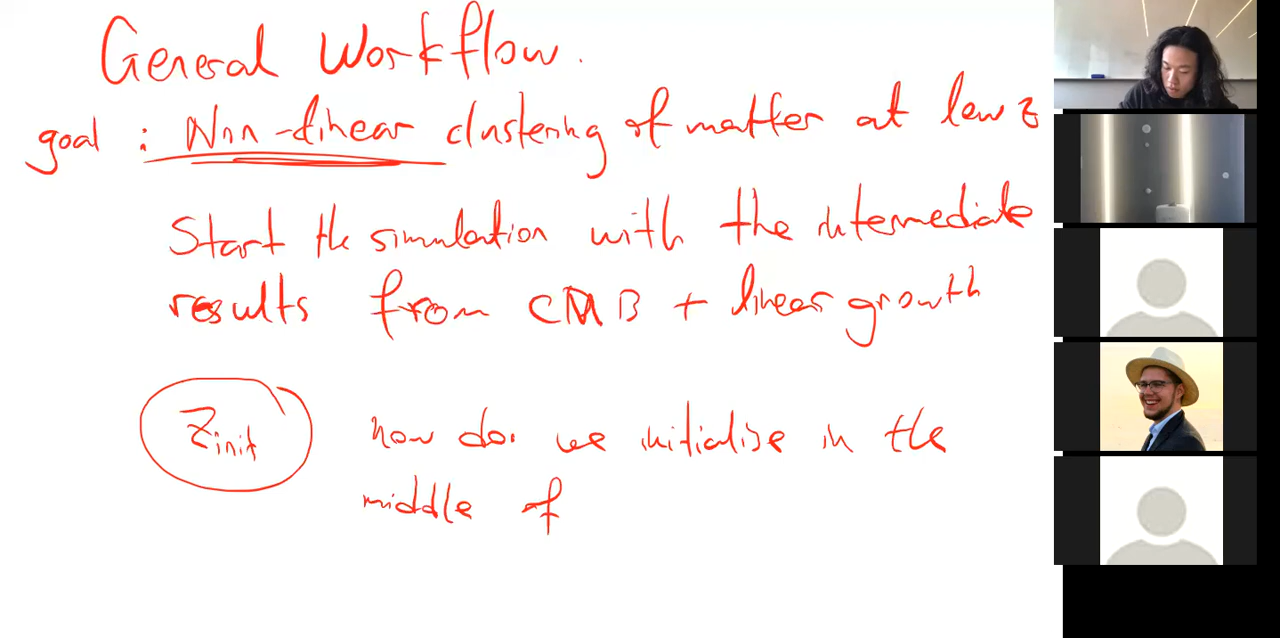 General Workflow.
goal : Non-linear clustering of matter at low z
Start the simulation with the intermediate
results from CMB + linear growth
Zinit how do we initialise in the
middle of